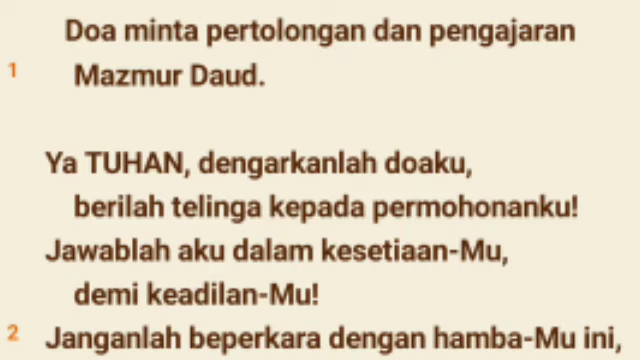 Doa minta pertolongan dan pengajaran
1 Mazmur Daud.
Ya TUHAN, dengarkanlah doaku,
berilah telinga kepada permohonanku!
Jawablah aku dalam kesetiaan-Mu,
demi keadilan-Mu!
2 Janganlah beperkara dengan hamba-Mu ini,